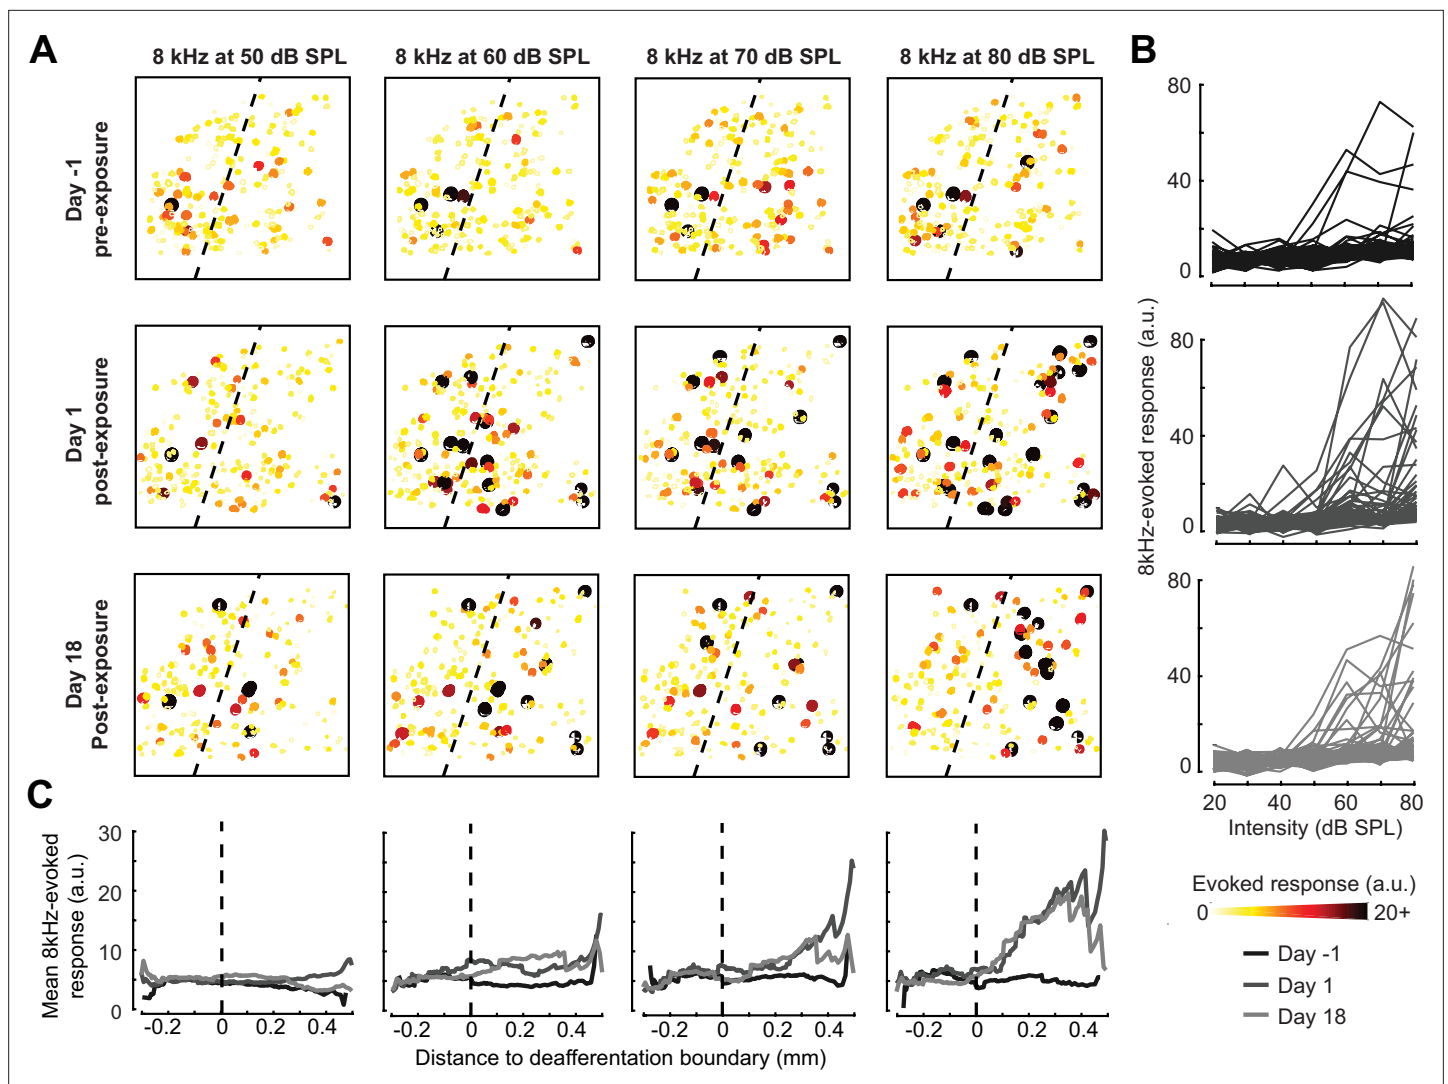 A
B
8 kHz at 50 dB SPL
8 kHz at 60 dB SPL
8 kHz at 70 dB SPL
8 kHz at 80 dB SPL
Day -1
pre-exposure
Day 1
post-exposure
Day 18
Post-exposure
80
40
0
80
40
0
80
40
0
8kHz-evoked response (a.u.)
20 40 60 80
Intensity (dB SPL)
C
30
20
10
0
Mean 8kHz-evoked
response (a.u.)
-0.2 0 0.2 0.4
-0.2 0 0.2 0.4
-0.2 0 0.2 0.4
-0.2 0 0.2 0.4
Distance to deafferentation boundary (mm)
Evoked response (a.u.)
0 20+
Day -1
Day 1
Day 18